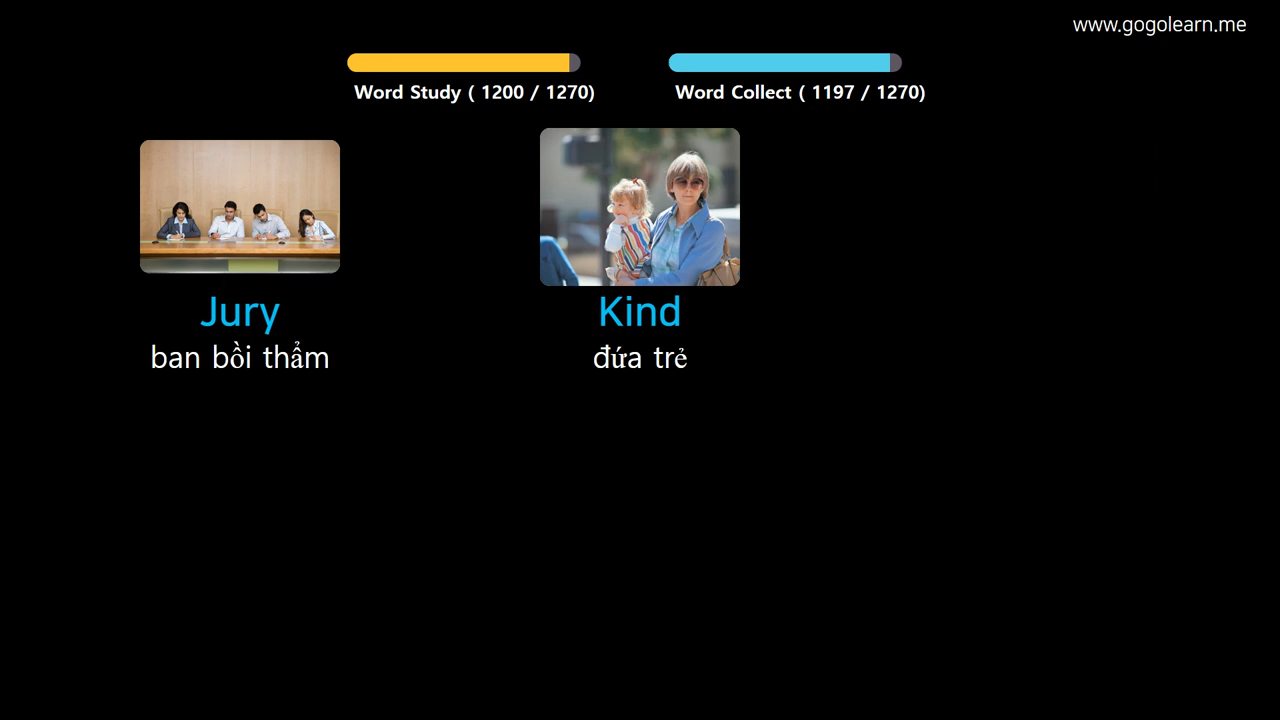 www.gogolearn.me
Word Study ( 1200 / 1270)
Word Collect ( 1197 / 1270)
Jury
ban bồi thẩm
Kind
đứa trẻ